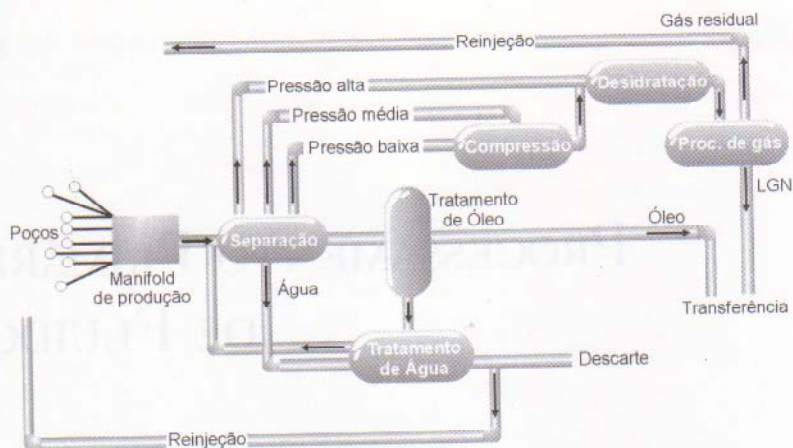 Gás residual
Reinjeção
Pressão alta
Desidratação
Pressão média
Pressão baixa
Compressão
Proc. de gás
LGN
Tratamento
de Óleo
Poços
Separação
Óleo
Manifold
de produção
Água
Transferência
Tratamento
de Água
Descarte
Reinjeção